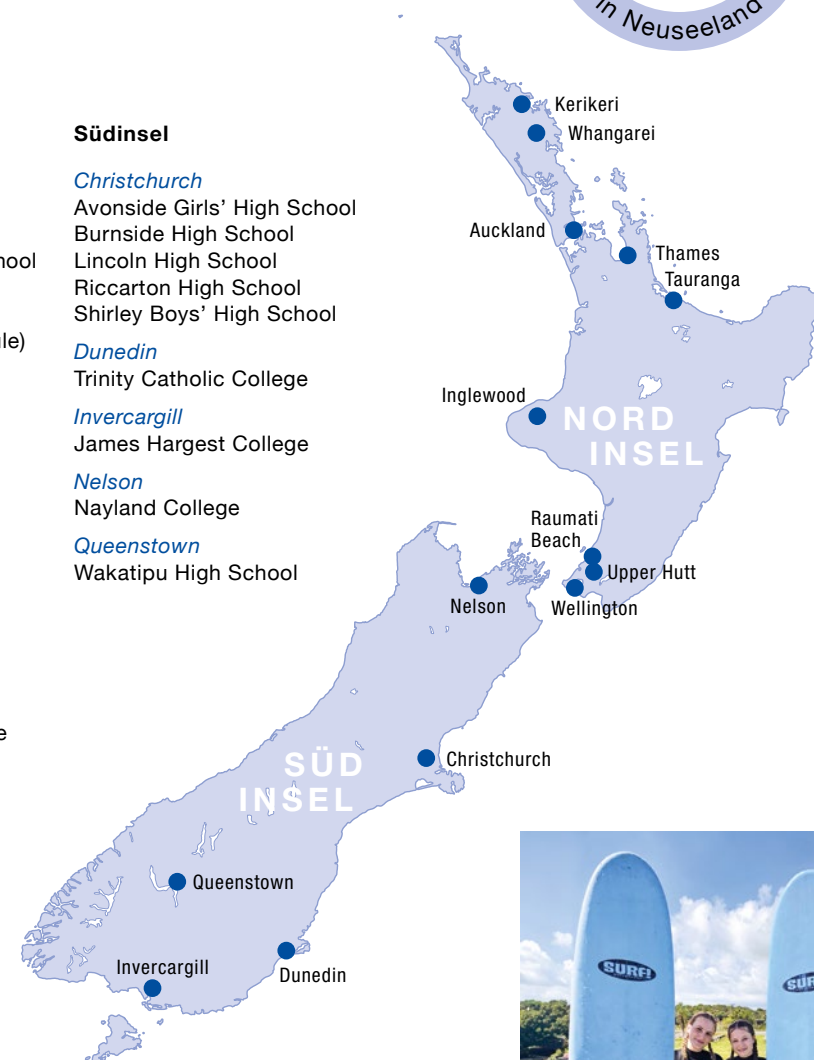 in Neuseeland
Südinsel
Christchurch
Avonside Girls' High School
Burnside High School
Lincoln High School
Riccarton High School
Shirley Boys' High School
Dunedin
Trinity Catholic College
Invercargill
James Hargest College
Nelson
Nayland College
Queenstown
Wakatipu High School
Kerikeri
Whangarei
Auckland
Thames
Tauranga
Inglewood
NORD
INSEL
Raumati
Beach
Upper Hutt
Wellington
Nelson
Christchurch
SÜD
INSEL
Queenstown
Dunedin
Invercargill
SURF!